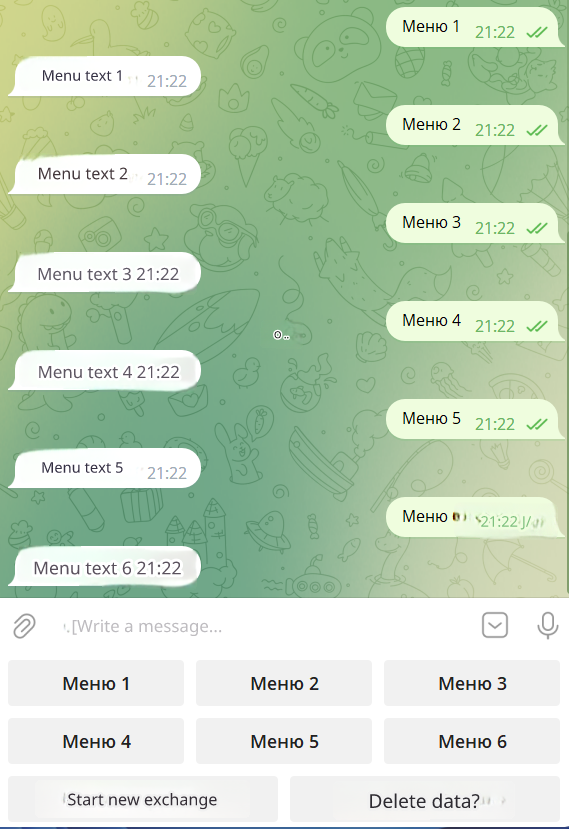 Меню 1 21:22
Menu text 1 21:22
Меню 2 21:22
Menu text 2 21:22
Меню 3 21:22
Menu text 3 21:22
Меню 4 21:22
Menu text 4 21:22
Меню 5 21:22
Menu text 5 21:22
Меню 21:22
Menu text 6 21:22
[Write a message...
Меню 1 Меню 2 Меню 3
Меню 4 Меню 5 Меню 6
Start new exchange Delete data?